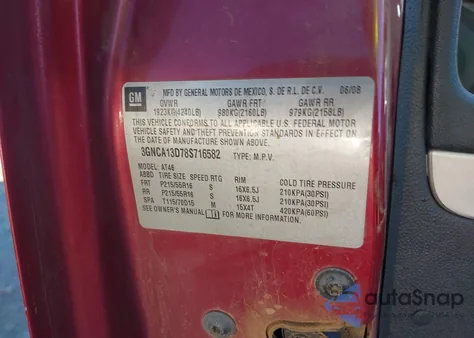 GM
MFD BY GENERAL MOTORS DE MEXICO, S. DE R.L. DE C.V. 06/08
GVWR GAWR FRT GAWR RR
1923KG(4240LB) 980KG(2160LB) 979KG(2158LB)
THIS VEHICLE CONFORMS TO ALL APPLICABLE U.S. FEDERAL MOTOR
VEHICLE SAFETY AND THEFT PREVENTION STANDARDS IN EFFECT ON THE
DATE OF MANUFACTURE SHOWN ABOVE.
3GNCA13D78S716582 TYPE: M.P.V.
MODEL: AT46
ABBD TIRE SIZE SPEED RTG RIM COLD TIRE PRESSURE
FRT P215/55R16 S 16X6.5J 210KPA(30PSI)
RR P215/55R16 S 16X6.5J 210KPA(30PSI)
SPA T115/70D15 M 15X4T 420KPA(60PSI)
SEE OWNER'S MANUAL FOR MORE INFORMATION.
autoSnap